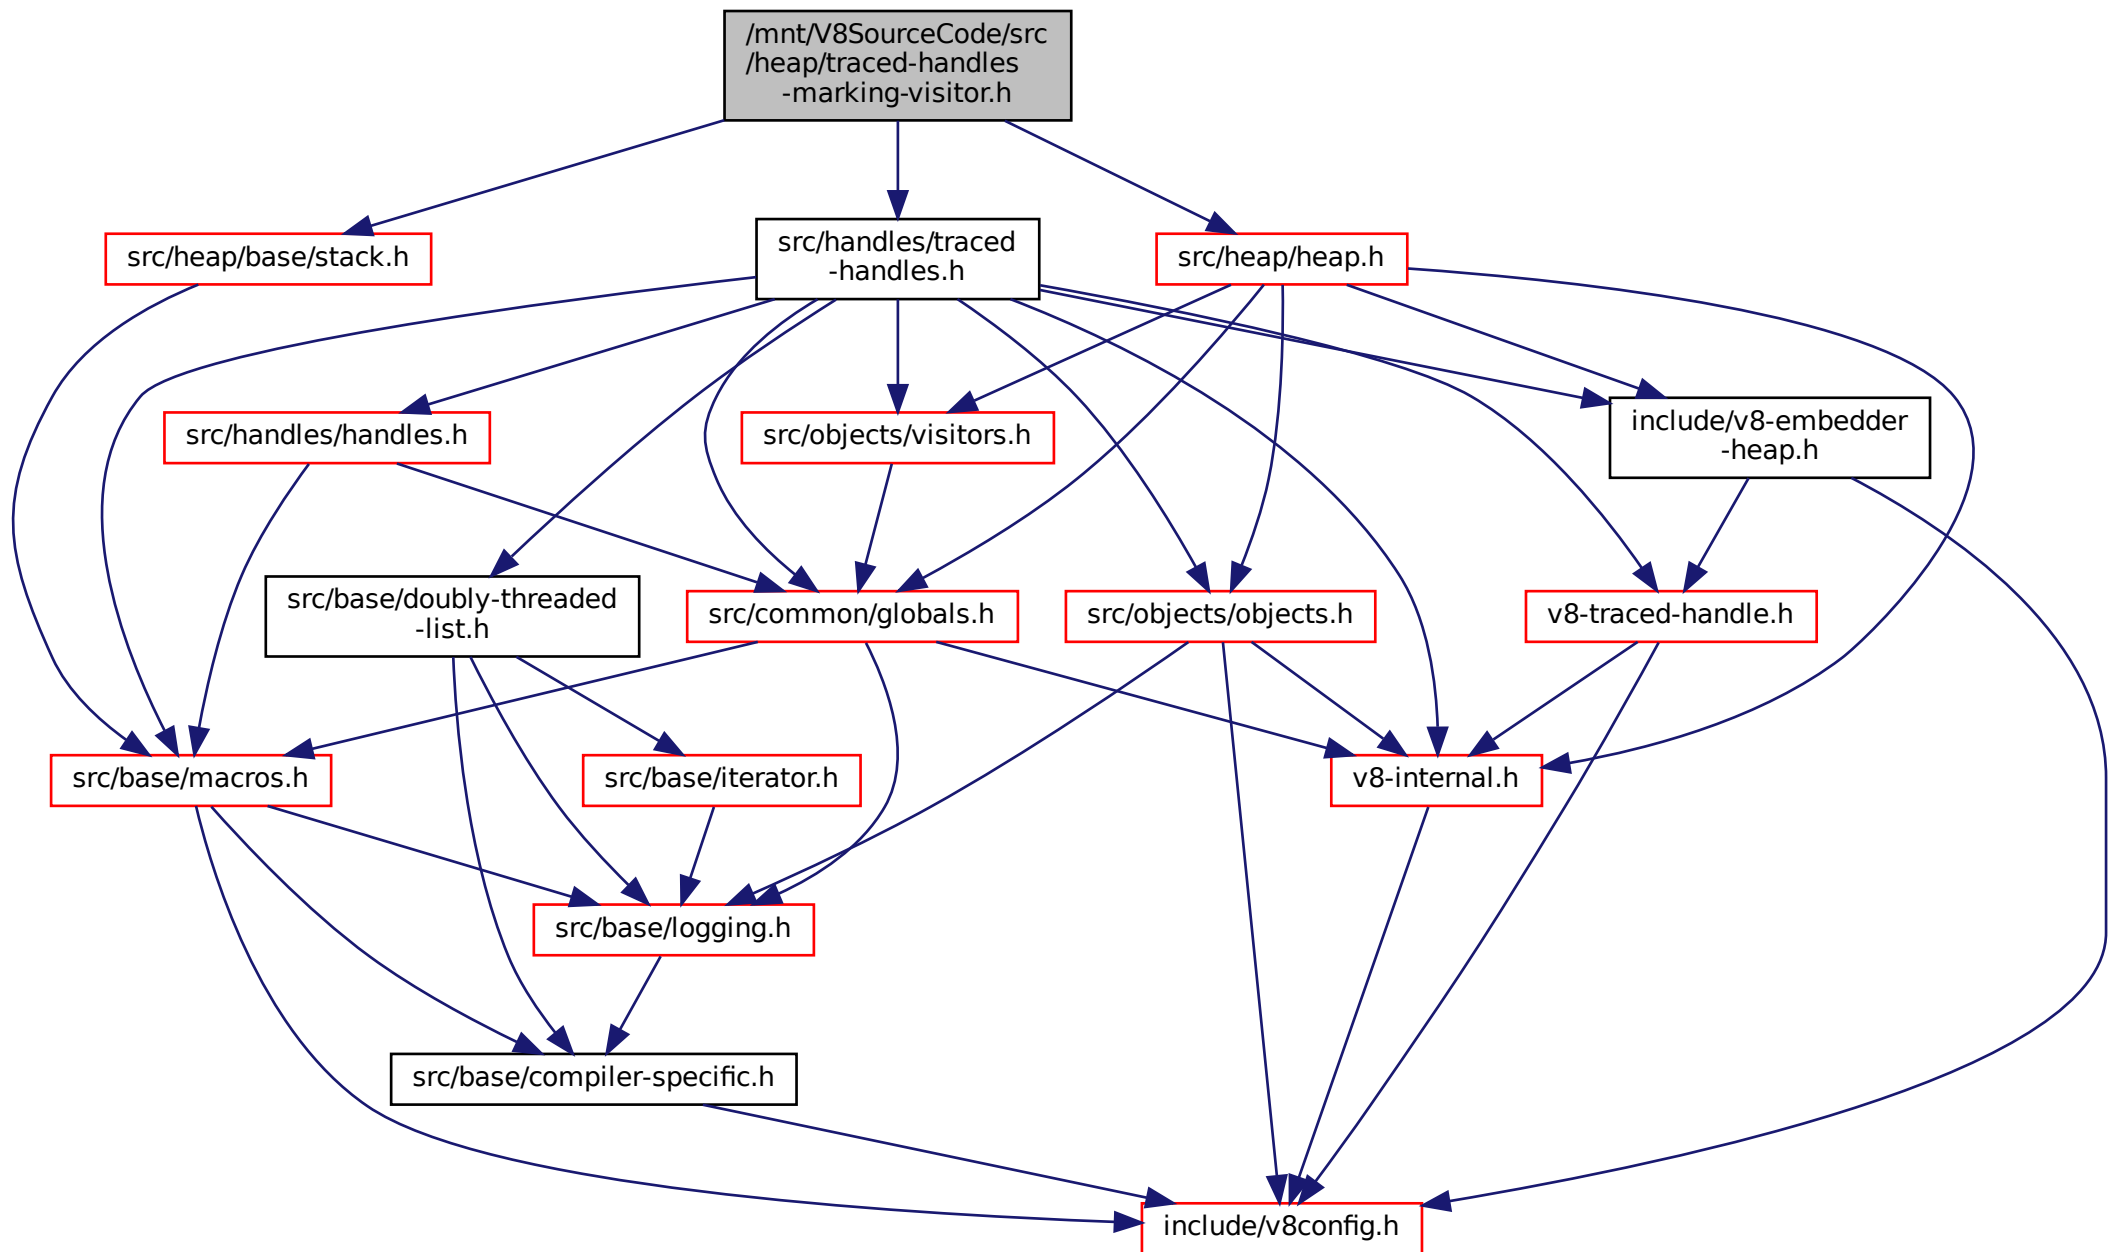 /mnt/V8SourceCode/src
/heap/traced-handles
-marking-visitor.h
src/heap/base/stack.h
src/handles/traced
-handles.h
src/heap/heap.h
src/handles/handles.h
src/objects/visitors.h
include/v8-embedder
-heap.h
src/base/doubly-threaded
-list.h
src/common/globals.h
src/objects/objects.h
v8-traced-handle.h
src/base/macros.h
src/base/iterator.h
v8-internal.h
src/base/logging.h
src/base/compiler-specific.h
include/v8config.h